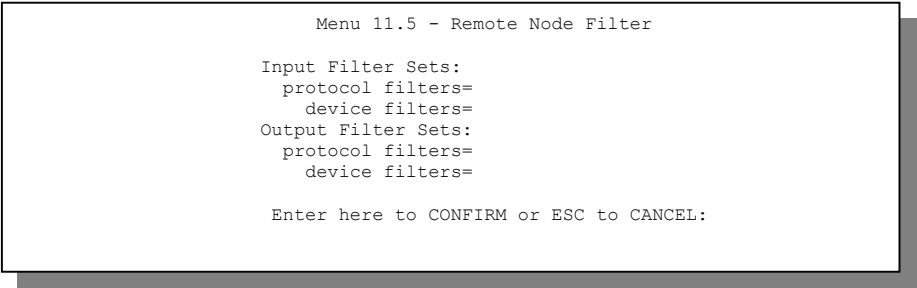 Menu 11.5 - Remote Node Filter
Input Filter Sets:
protocol filters=
device filters=
Output Filter Sets:
protocol filters=
device filters=
Enter here to CONFIRM or ESC to CANCEL: